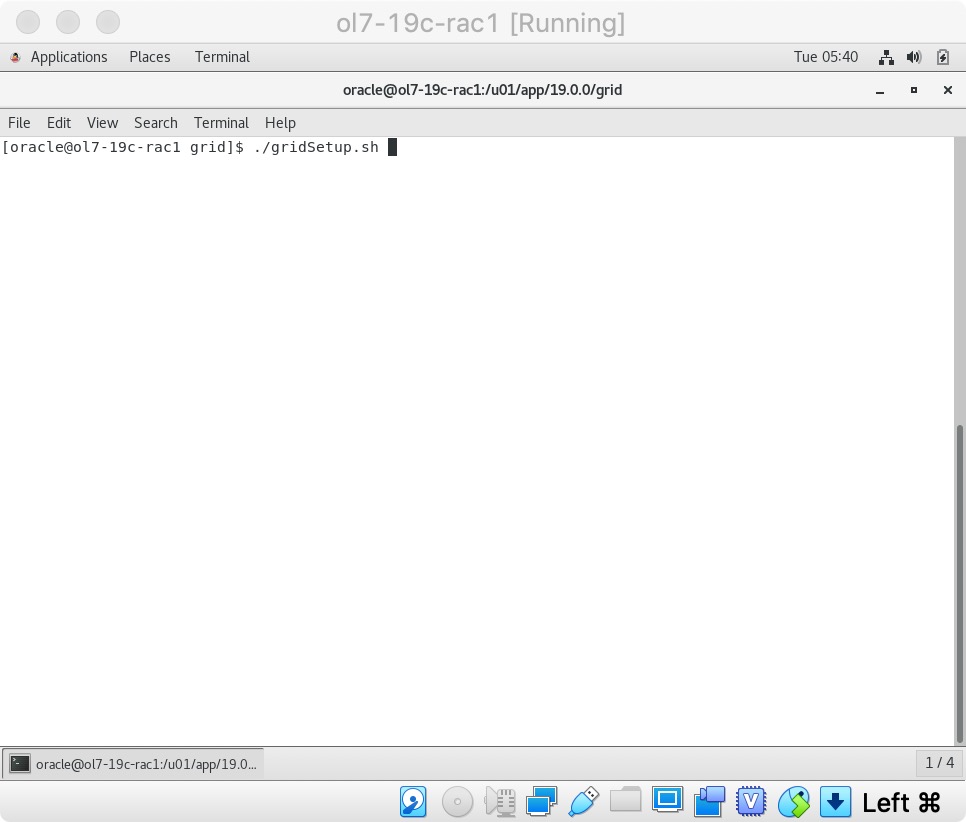 ol7-19c-rac1 [Running]
Applications Places Terminal Tue 05:40
oracle@ol7-19c-rac1:/u01/app/19.0.0/grid
File Edit View Search Terminal Help
[oracle@ol7-19c-rac1 grid]$ ./gridSetup.sh
oracle@ol7-19c-rac1:/u01/app/19.0... 1 / 4
V Left ⌘